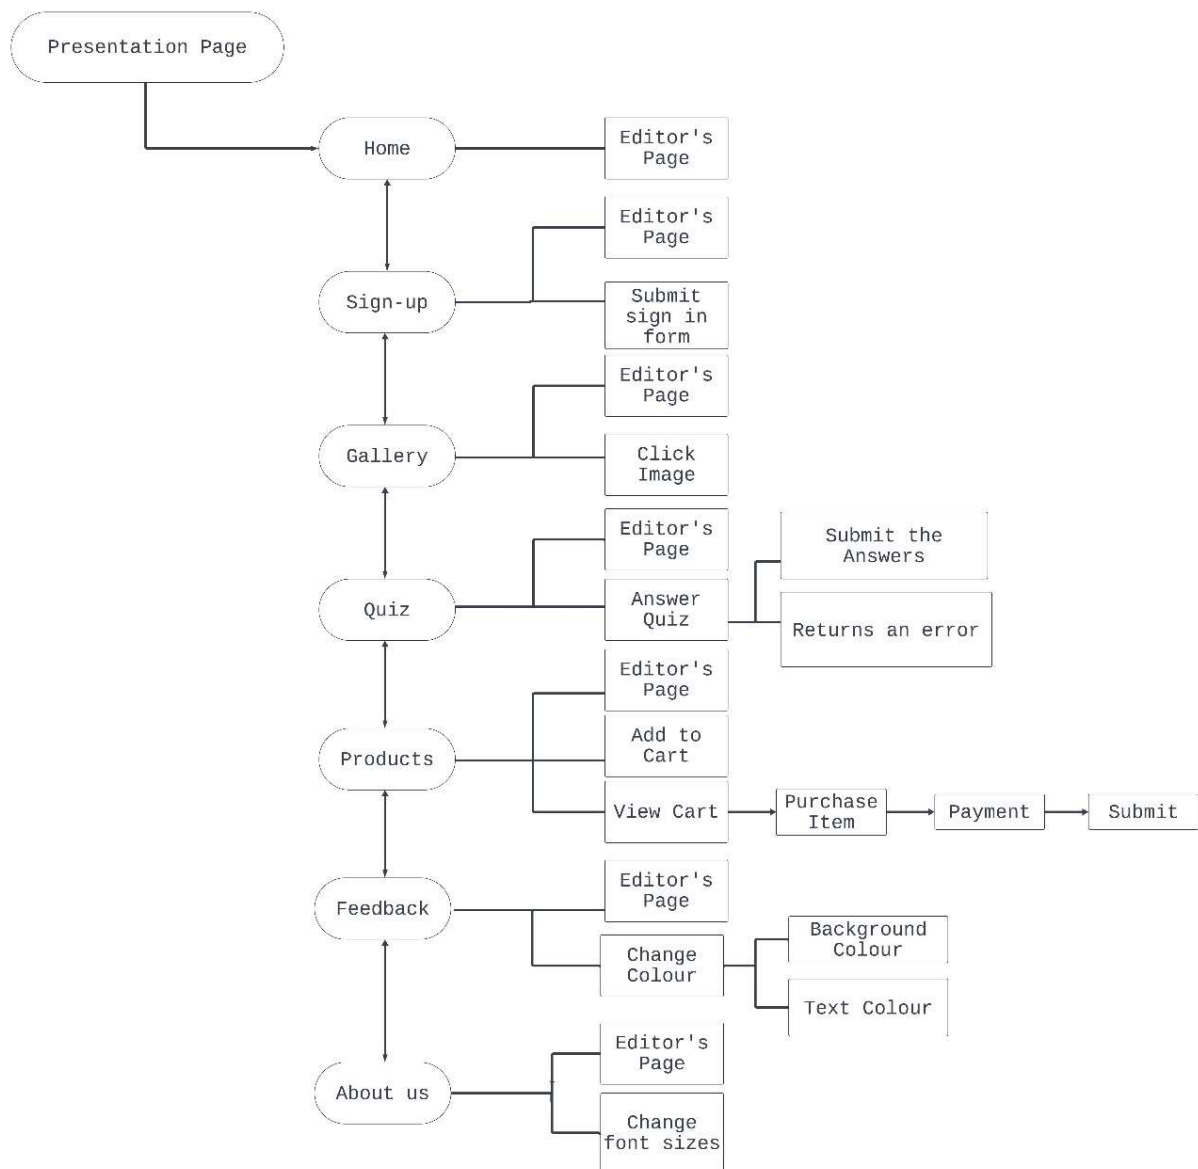 Presentation Page
Home
Editor's
Page
Editor's
Page
Sign-up
Submit
sign in
form
Editor's
Page
Gallery
Click
Image
Editor's
Page
Submit the
Answers
Quiz
Answer
Quiz
Returns an error
Editor's
Page
Products
Add to
Cart
View Cart
Purchase
Item
Payment
Submit
Editor's
Page
Feedback
Change
Colour
Background
Colour
Text Colour
Editor's
Page
About us
Change
font sizes